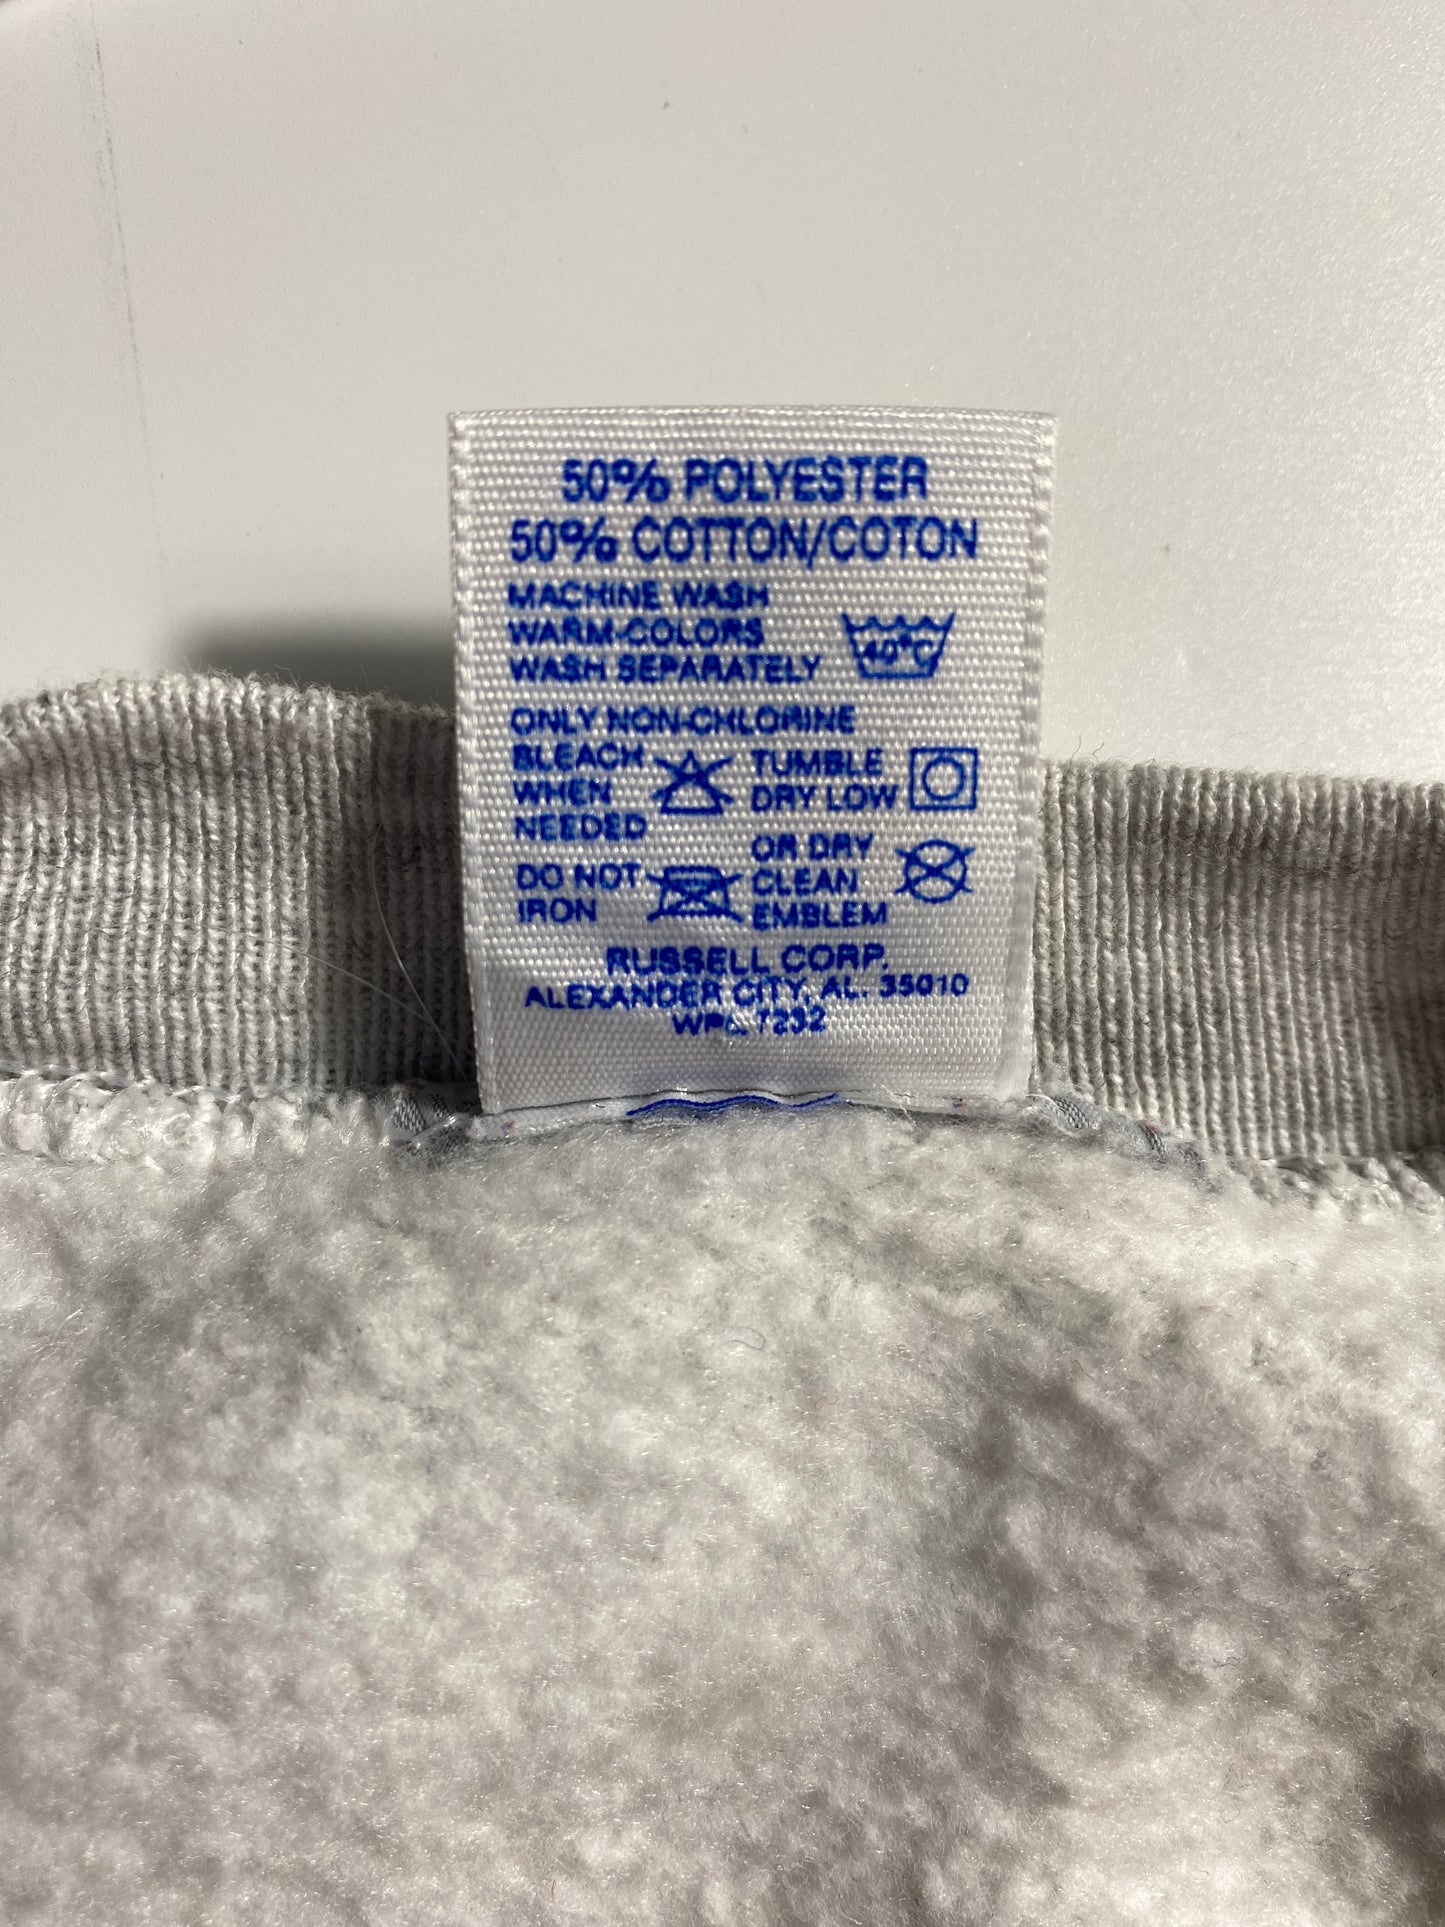 50% POLYESTER
50% COTTON/COTON
MACHINE WASH
WARM-COLORS
WASH SEPARATELY
40°C
ONLY NON-CHLORINE
BLEACH
WHEN
NEEDED
TUMBLE
DRY LOW
DO NOT
IRON
OR DRY
CLEAN
EMBLEM
RUSSELL CORP.
ALEXANDER CITY, AL. 35010
WPL 7232